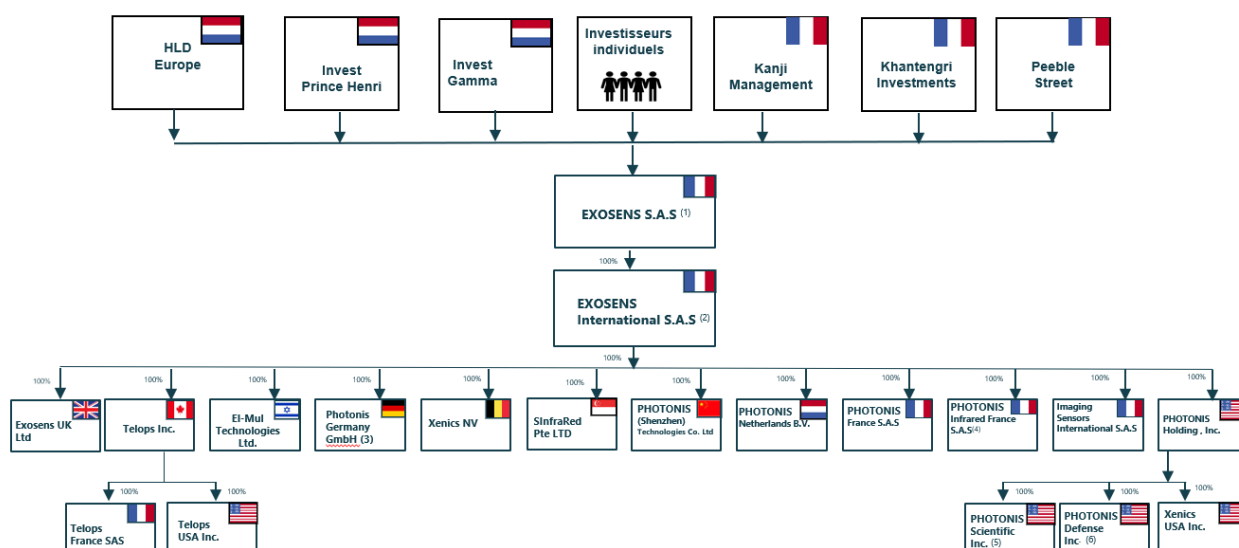 HLD
Europe
Invest
Prince Henri
Invest
Gamma
Investisseurs
individuels
Kanji
Management
Khantengri
Investments
Peeble
Street
EXOSENS S.A.S (1)
100%
EXOSENS
International S.A.S (2)
100%
100%
100%
100%
100%
100%
100%
100%
100%
100%
100%
100%
100%
Exosens UK
Ltd
Telops Inc.
El-Mul
Technologies
Ltd.
Photonis
Germany
GmbH (3)
Xenics NV
SInfraRed
Pte LTD
PHOTONIS
(Shenzhen)
Technologies Co. Ltd
PHOTONIS
Netherlands B.V.
PHOTONIS
France S.A.S
PHOTONIS
Infrared France
S.A.S(4)
Imaging
Sensors
International S.A.S
PHOTONIS
Holding , Inc.
100%
100%
100%
100%
100%
Telops
France SAS
Telops
USA Inc.
PHOTONIS
Scientific
Inc. (5)
PHOTONIS
Defense
Inc. (6)
Xenics
USA Inc.